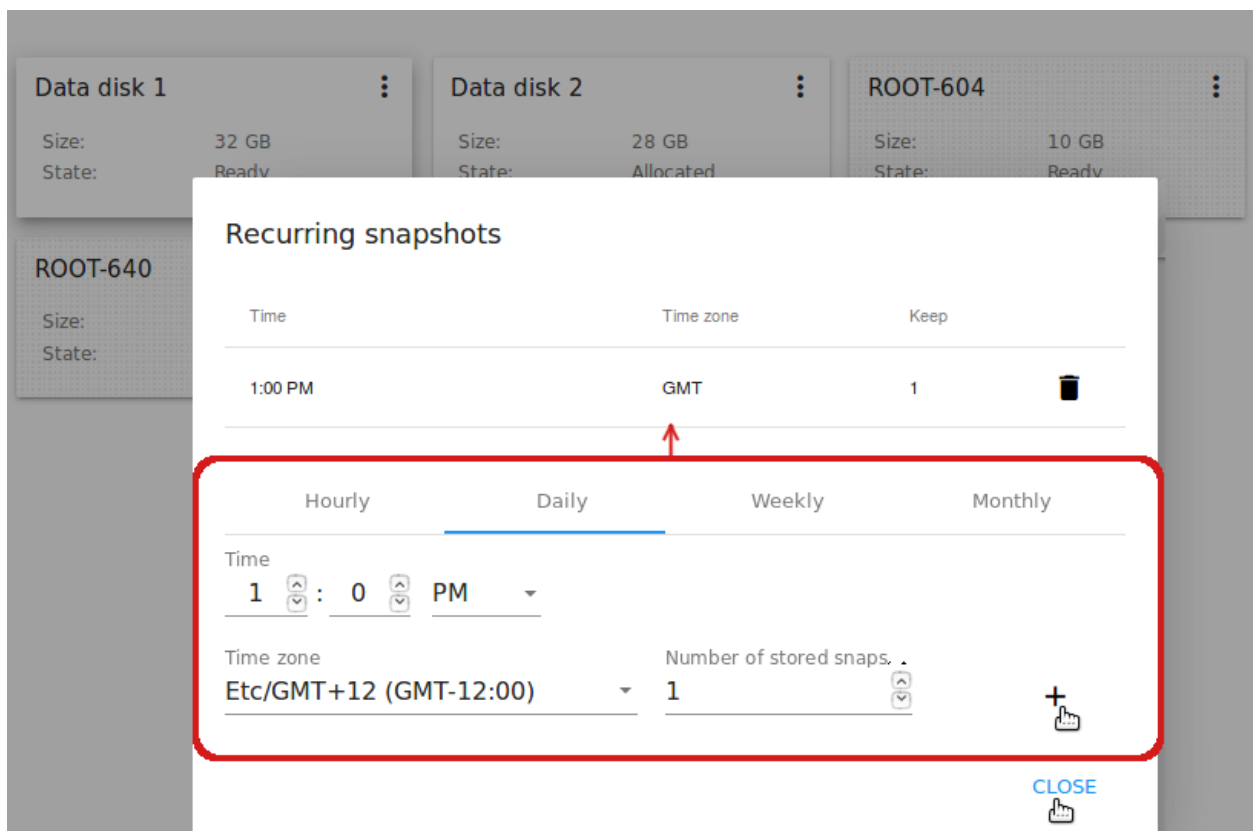 Data disk 1 Data disk 2 ROOT-604
Size: 32 GB Size: 28 GB Size: 10 GB
State: Ready State: Allocated State: Ready
ROOT-640
Size:
State:
Recurring snapshots
Time Time zone Keep
1:00 PM GMT 1
Hourly Daily Weekly Monthly
Time
1 : 0 PM
Time zone Number of stored snaps
Etc/GMT+12 (GMT-12:00) 1 +
CLOSE